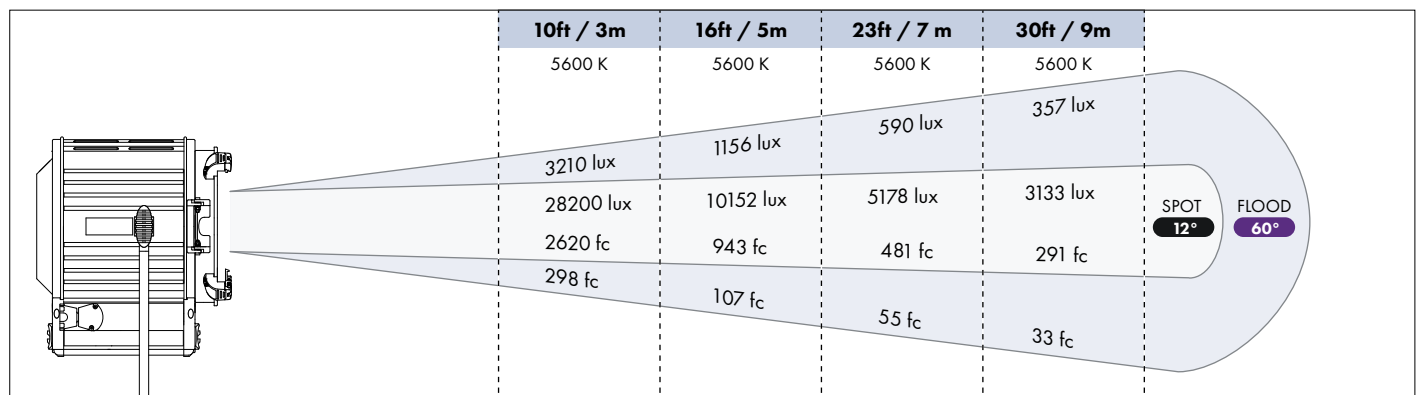 10ft / 3m 16ft / 5m 23ft / 7 m 30ft / 9m
5600 K 5600 K 5600 K 5600 K
3210 lux 1156 lux 590 lux 357 lux
28200 lux 10152 lux 5178 lux 3133 lux
2620 fc 943 fc 481 fc 291 fc
298 fc 107 fc 55 fc 33 fc
SPOT FLOOD
12° 60°